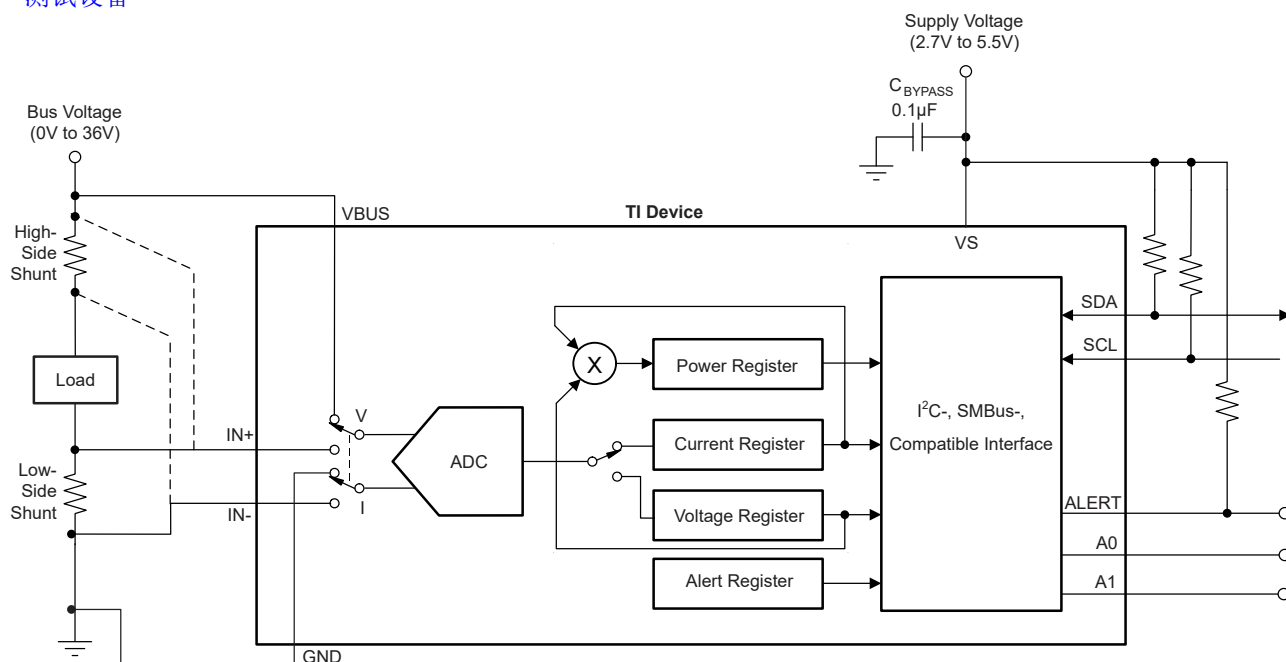 测试设备
Supply Voltage
(2.7V to 5.5V)
CBYPASS
0.1µF
Bus Voltage
(0V to 36V)
VBUS
TI Device
VS
High-
Side
Shunt
SDA
SCL
Power Register
X
Load
I²C-, SMBus-,
Compatible Interface
V
IN+
ADC
Current Register
Low-
Side
Shunt
IN-
I
Voltage Register
ALERT
A0
Alert Register
A1
GND